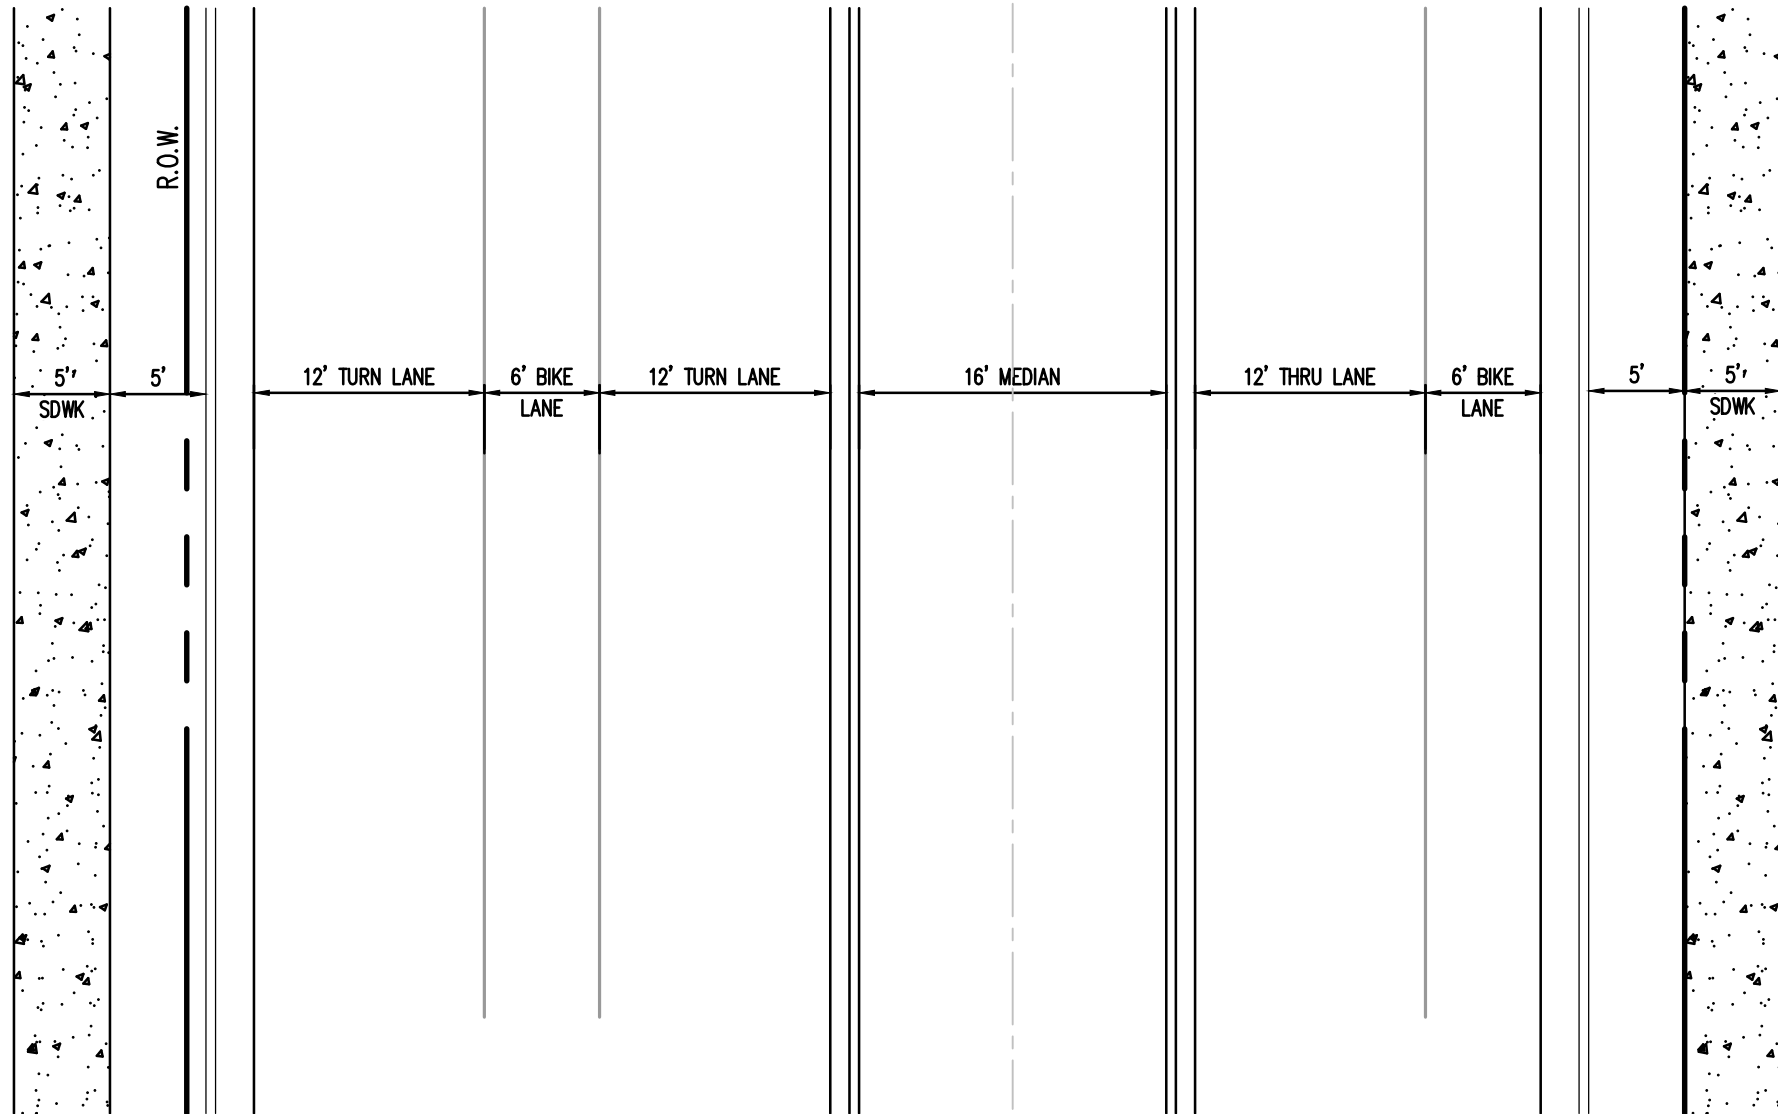 R.O.W.
5'
SDWK
5'
12' TURN LANE
6' BIKE
LANE
12' TURN LANE
16' MEDIAN
12' THRU LANE
6' BIKE
LANE
5'
5'
SDWK